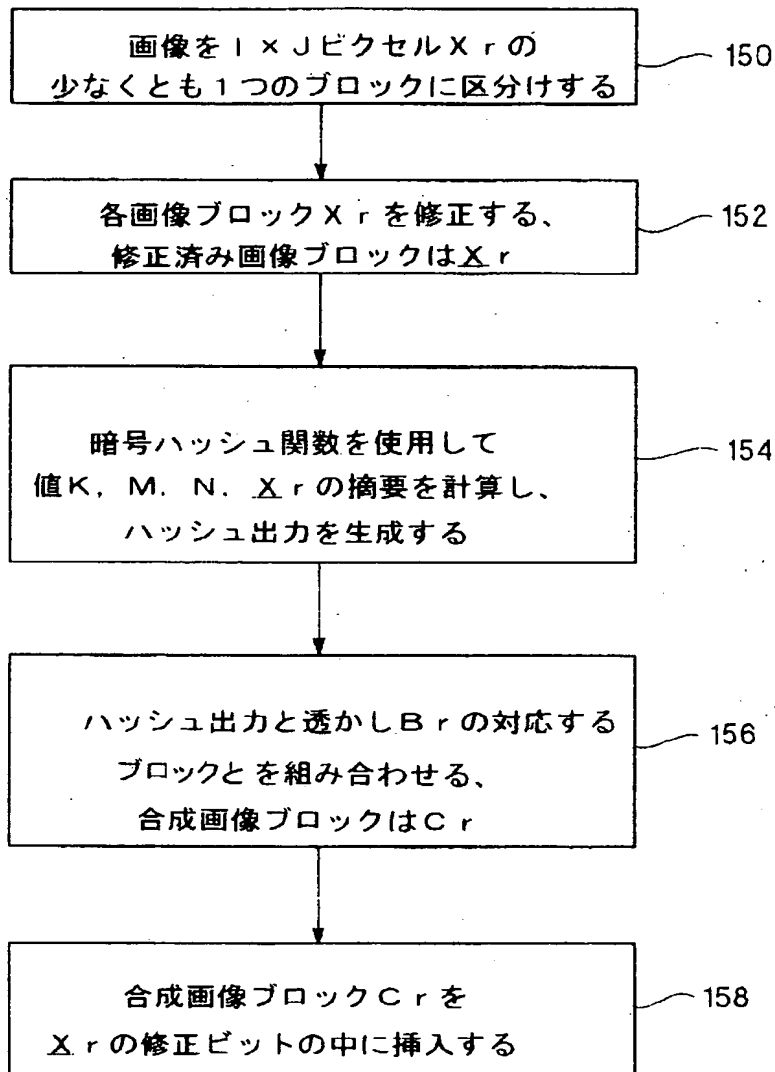 画像をI×JピクセルXrの
少なくとも1つのブロックに区分けする
150
各画像ブロックXrを修正する、
修正済み画像ブロックはXr
152
暗号ハッシュ関数を使用して
値K, M, N, Xrの摘要を計算し、
ハッシュ出力を生成する
154
ハッシュ出力と透かしBrの対応する
ブロックとを組み合わせる、
合成画像ブロックはCr
156
合成画像ブロックCrを
Xrの修正ビットの中に挿入する
158